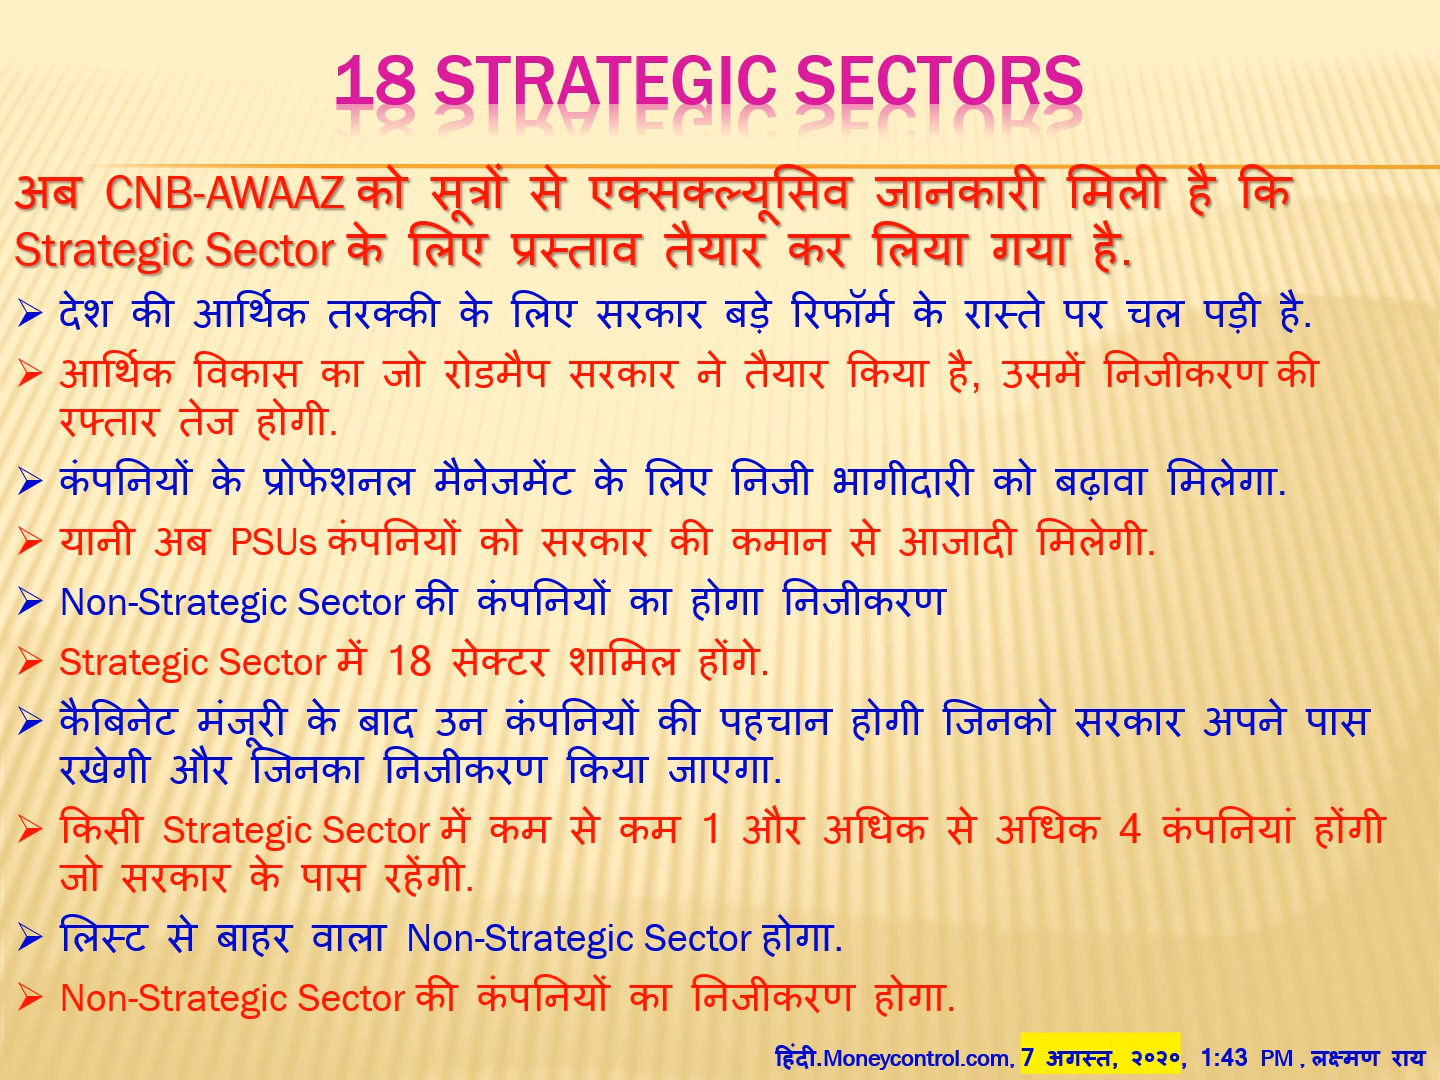 18 STRATEGIC SECTORS
अब CNB-AWAAZ को सूत्रों से एक्सक्ल्यूसिव जानकारी मिली है कि
Strategic Sector के लिए प्रस्ताव तैयार कर लिया गया है.
➢ देश की आर्थिक तरक्की के लिए सरकार बड़े रिफॉर्म के रास्ते पर चल पड़ी है.
➢ आर्थिक विकास का जो रोडमैप सरकार ने तैयार किया है, उसमें निजीकरण की
रफ्तार तेज होगी.
➢ कंपनियों के प्रोफेशनल मैनेजमेंट के लिए निजी भागीदारी को बढ़ावा मिलेगा.
➢ यानी अब PSUs कंपनियों को सरकार की कमान से आजादी मिलेगी.
➢ Non-Strategic Sector की कंपनियों का होगा निजीकरण
➢ Strategic Sector में 18 सेक्टर शामिल होंगे.
➢ कैबिनेट मंजूरी के बाद उन कंपनियों की पहचान होगी जिनको सरकार अपने पास
रखेगी और जिनका निजीकरण किया जाएगा.
➢ किसी Strategic Sector में कम से कम 1 और अधिक से अधिक 4 कंपनियां होंगी
जो सरकार के पास रहेंगी.
➢ लिस्ट से बाहर वाला Non-Strategic Sector होगा.
➢ Non-Strategic Sector की कंपनियों का निजीकरण होगा.
हिंदी.Moneycontrol.com, 7 अगस्त, २०२०, 1:43 PM , लक्ष्मण राय